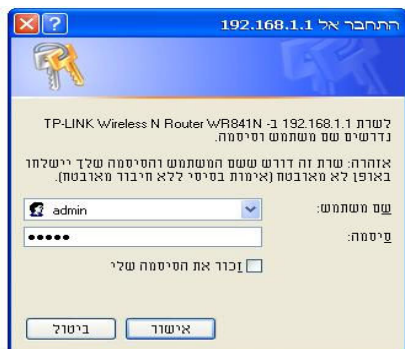 התחבר אל 192.168.1.1
לשרת 192.168.1.1 ב- TP-LINK Wireless N Router WR841N
נדרשים שם משתמש וסיסמה.
אזהרה: שרת זה דורש ששם המשתמש והסיסמה שלך יישלחו
באופן לא מאובטח (אימות בסיסי ללא חיבור מאובטח).
שם משתמש:
admin
סיסמה:
•••••
זכור את הסיסמה שלי
אישור
ביטול